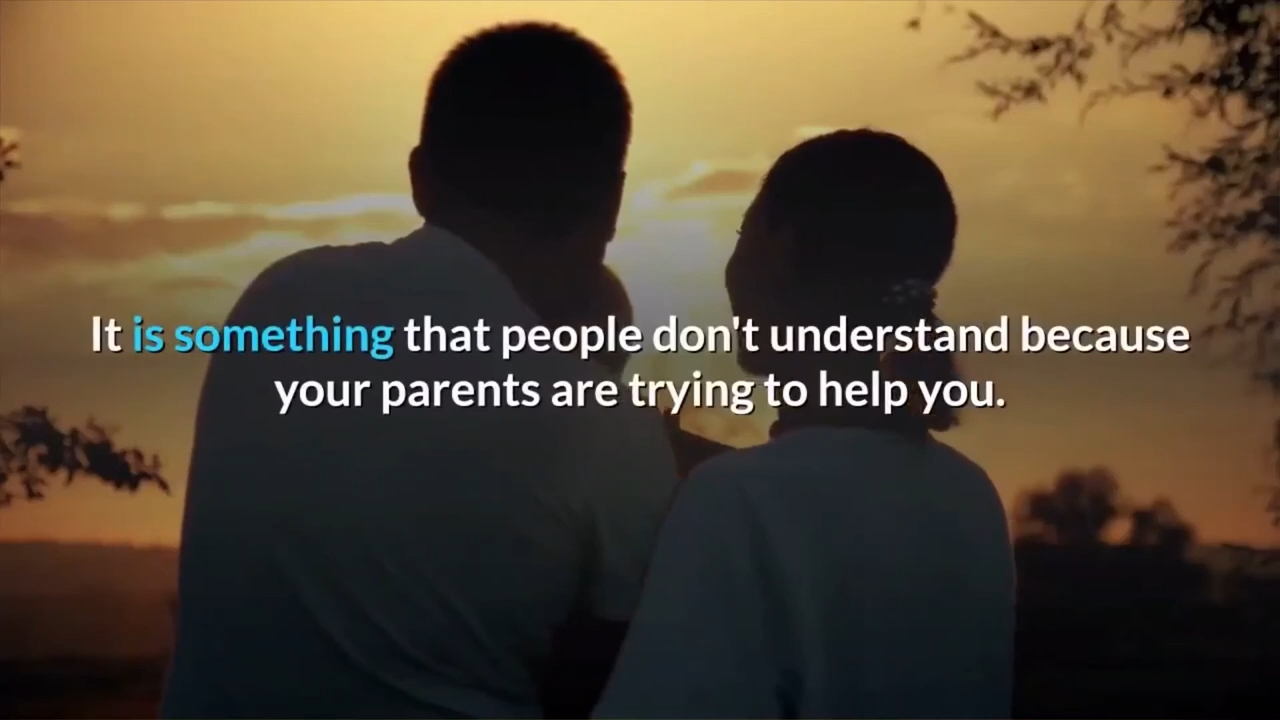 It is something that people don't understand because
your parents are trying to help you.